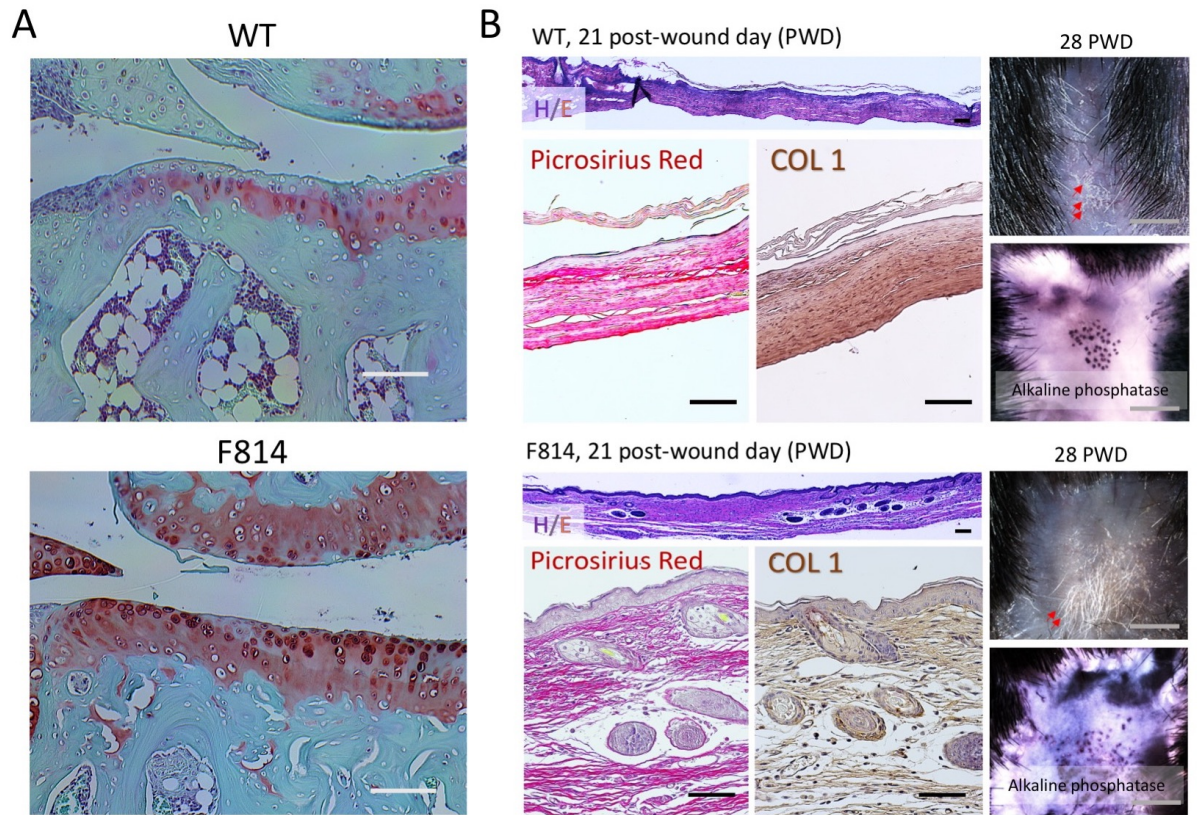 A
WT
F814
B
WT, 21 post-wound day (PWD)
28 PWD
H/E
Picrosirius Red
COL 1
Alkaline phosphatase
F814, 21 post-wound day (PWD)
28 PWD
H/E
Picrosirius Red
COL 1
Alkaline phosphatase